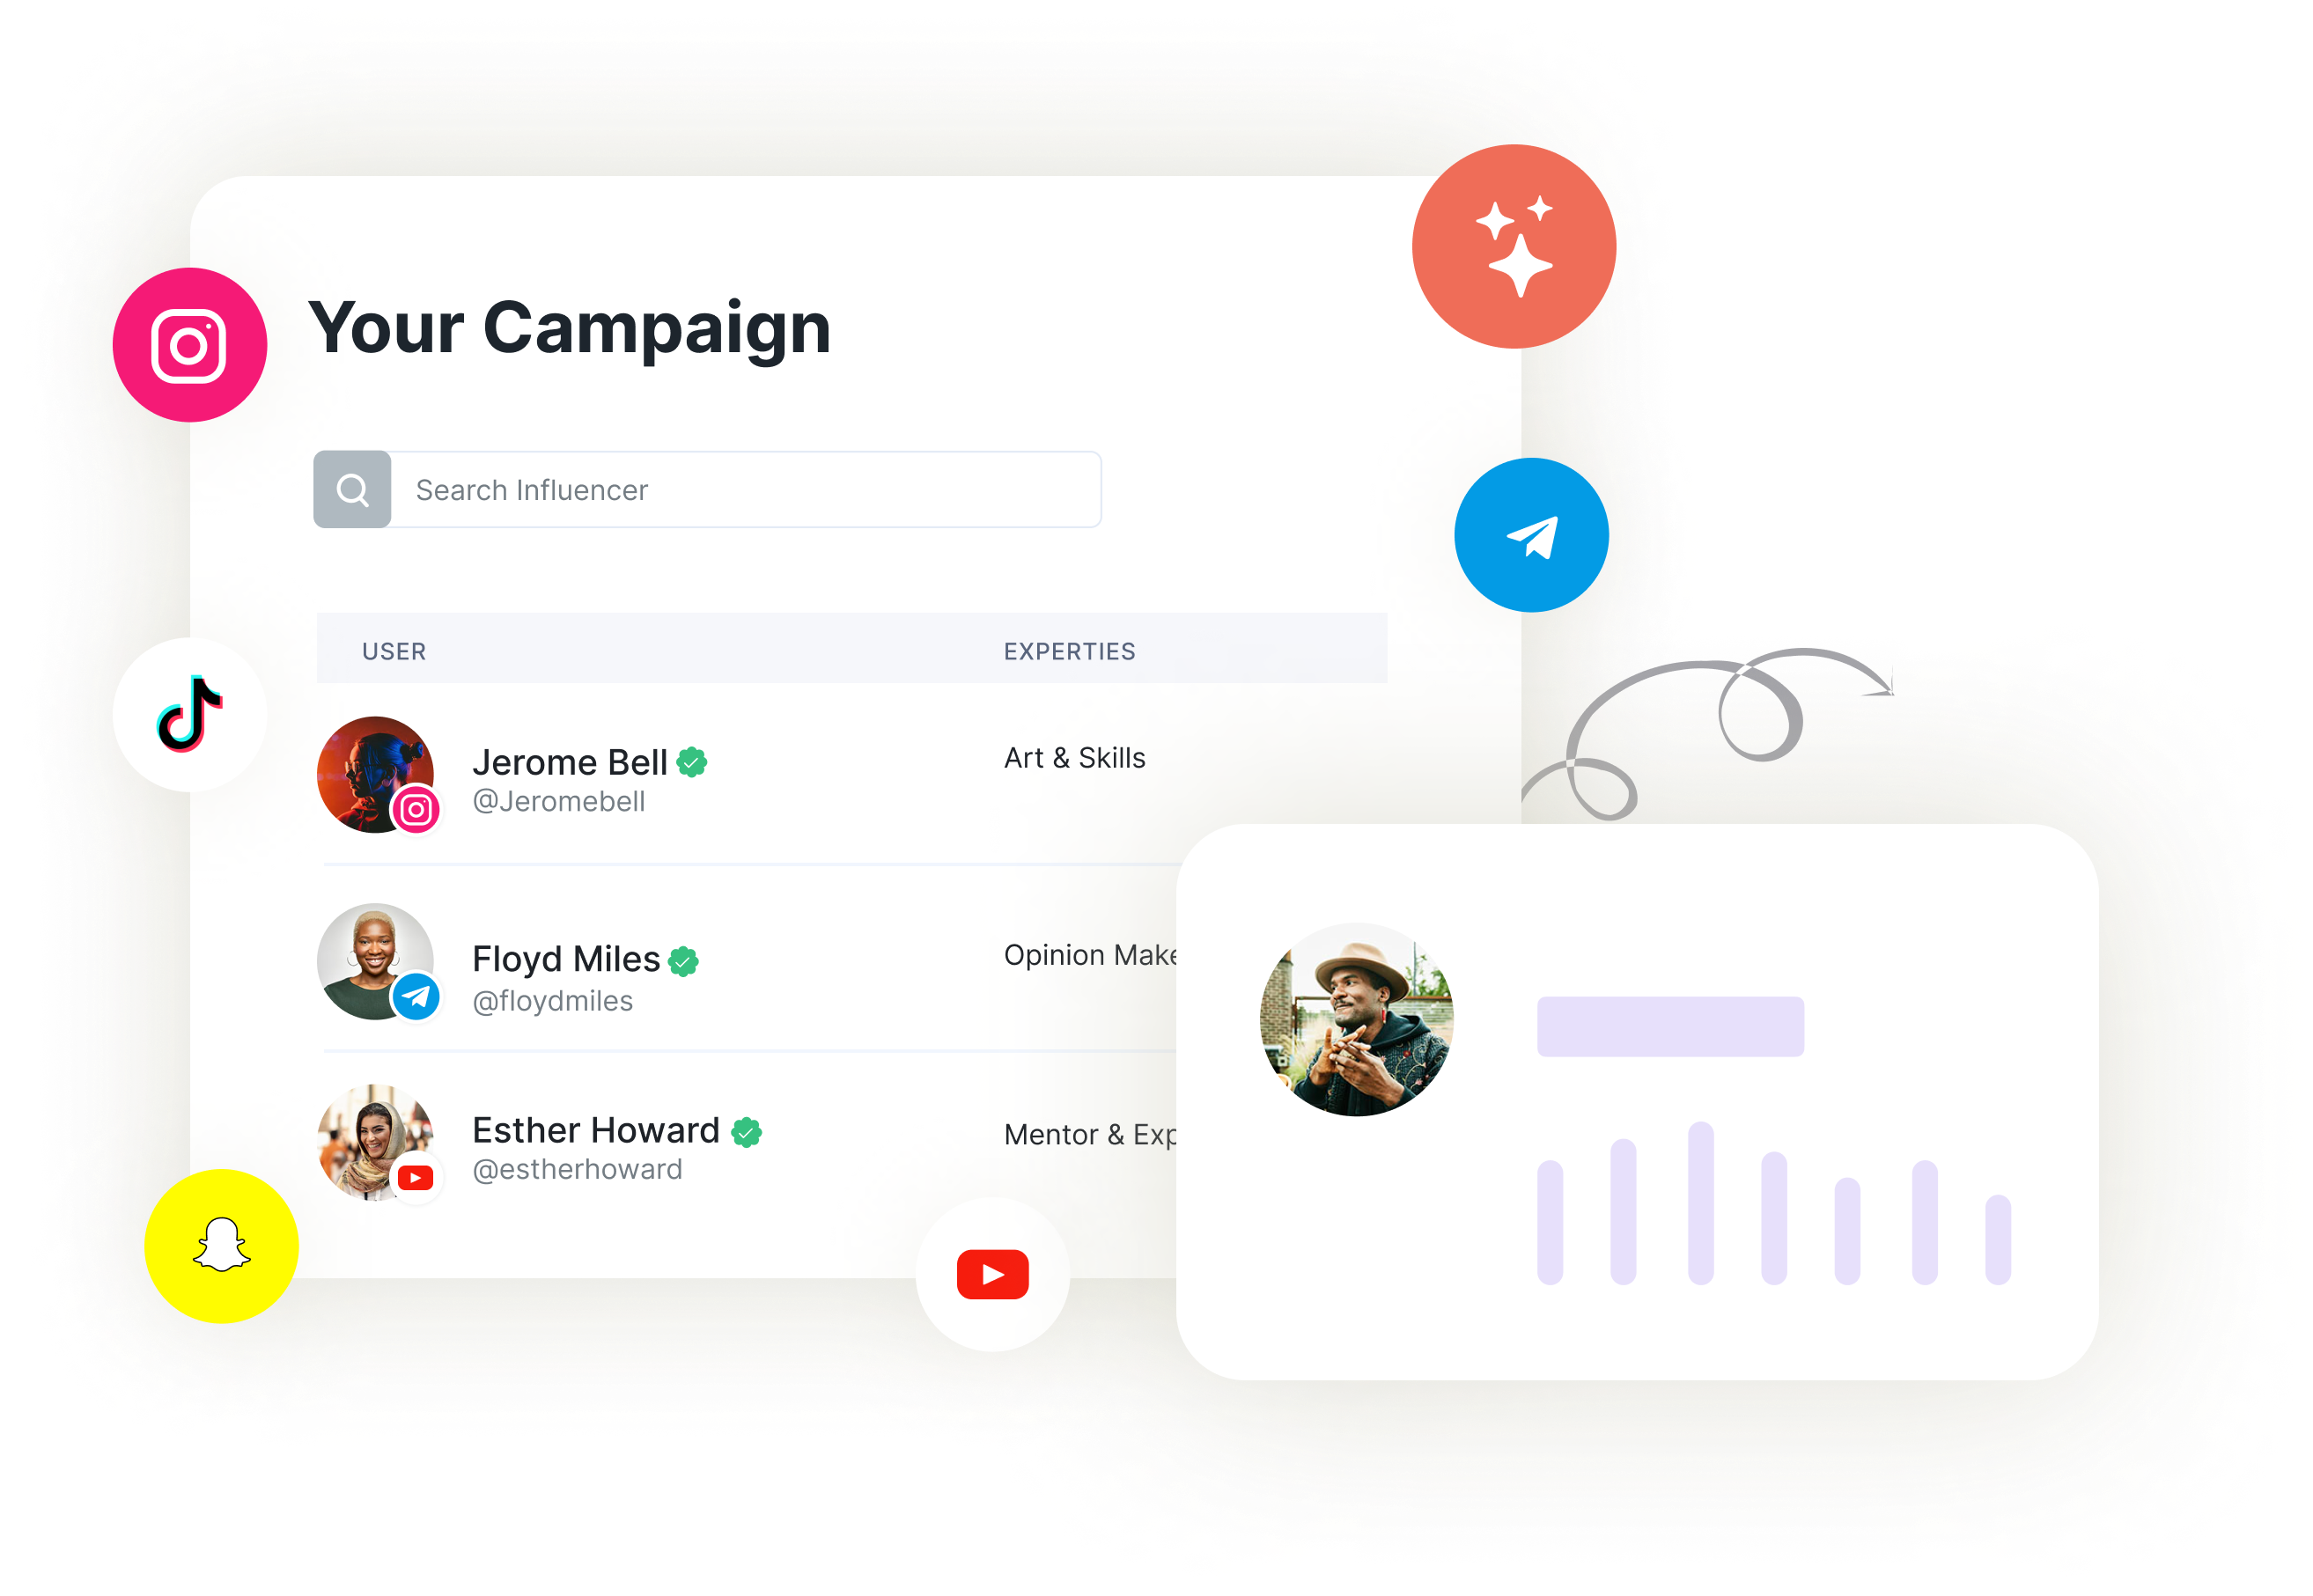 Your Campaign
Search Influencer
USER EXPERTIES
Jerome Bell Art & Skills
@Jeromebell
Floyd Miles Opinion Make
@floydmiles
Esther Howard Mentor & Exp
@estherhoward